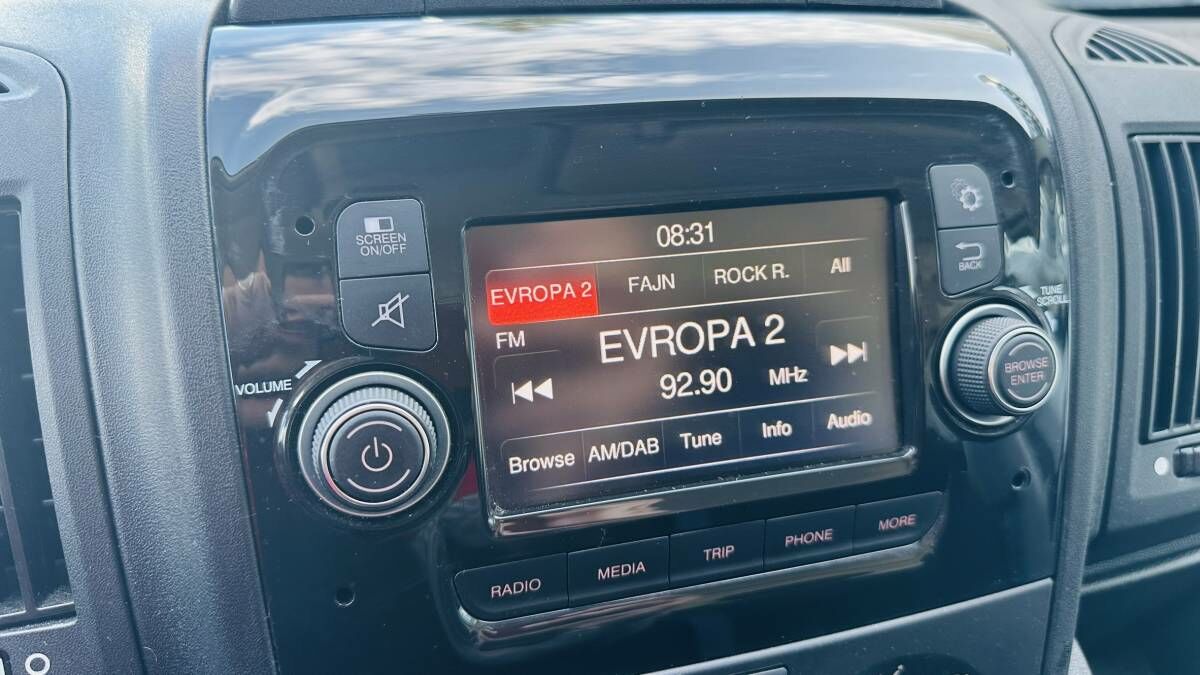 SCREEN
ON/OFF
VOLUME
08:31
EVROPA 2 FAJN ROCK R. All
FM
EVROPA 2
92.90 MHz
Browse AM/DAB Tune Info Audio
BACK
TUNE
SCROLL
BROWSE
ENTER
RADIO MEDIA TRIP PHONE MORE